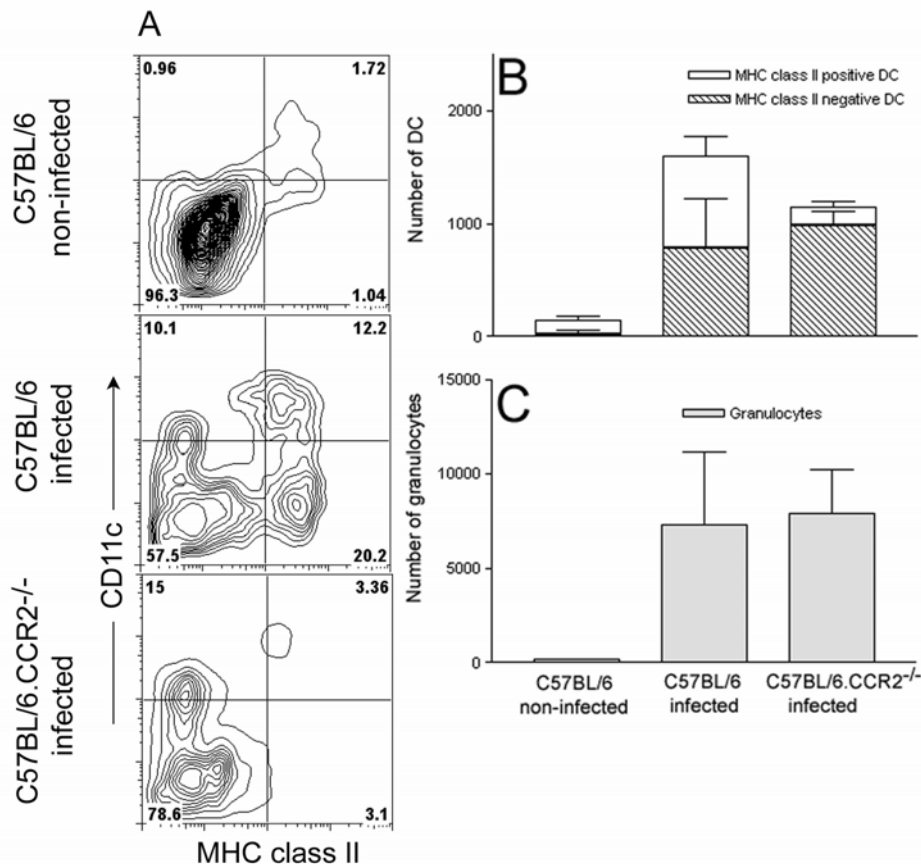 A
C57BL/6
non-infected
0.96
1.72
96.3
1.04
C57BL/6
infected
10.1
12.2
57.5
20.2
C57BL/6.CCR2-/-
infected
15
3.36
78.6
3.1
CD11c
MHC class II
B
MHC class II positive DC
MHC class II negative DC
Number of DC
2000
1000
0
C
Granulocytes
Number of granulocytes
15000
10000
5000
0
C57BL/6
non-infected
C57BL/6
infected
C57BL/6.CCR2-/-
infected